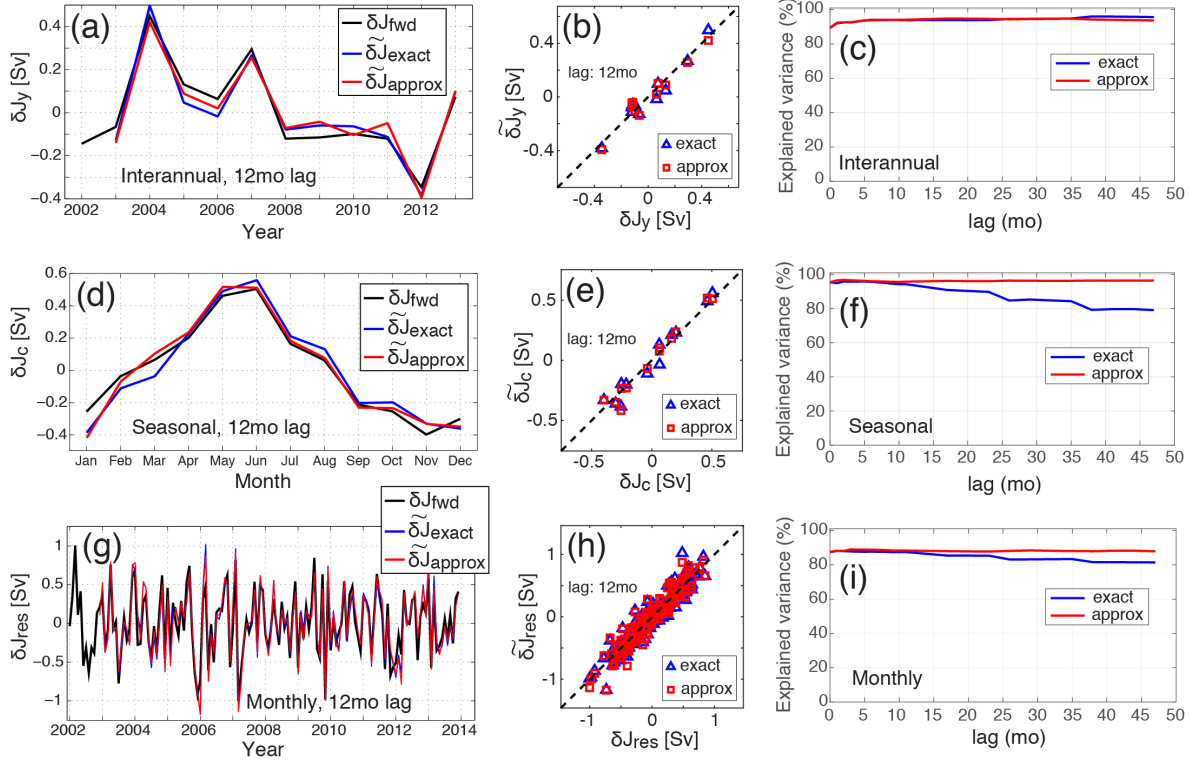 (a)
δJfwd
δJ̃exact
δJ̃approx
δJy [Sv]
0.4
0.2
0
−0.2
0.4
Interannual, 12mo lag
2002 2004 2006 2008 2010 2012
Year
(b)
lag: 12mo
δJ̃y [Sv]
0.4
0
-0.4
exact
approx
-0.4 0 0.4
δJy [Sv]
(c)
Explained variance (%)
100
80
60
40
20
0
exact
approx
Interannual
0 5 10 15 20 25 30 35 40 45 50
lag (mo)
(d)
δJfwd
δJ̃exact
δJ̃approx
δJc [Sv]
0.6
0.4
0.2
0
−0.2
−0.4
Seasonal, 12mo lag
Jan Feb Mar Apr May Jun Jul Aug Sep Oct Nov Dec
Month
(e)
lag: 12mo
δJ̃c [Sv]
0.5
0
-0.5
exact
approx
-0.5 0 0.5
δJc [Sv]
(f)
Explained variance (%)
100
80
60
40
20
0
exact
approx
Seasonal
0 5 10 15 20 25 30 35 40 45 50
lag (mo)
(g)
δJfwd
δJ̃exact
δJ̃approx
δJres [Sv]
1
0.5
0
−0.5
−1
Monthly, 12mo lag
2002 2004 2006 2008 2010 2012 2014
Year
(h)
lag: 12mo
δJ̃res [Sv]
1
0
-1
exact
approx
-1 0 1
δJres [Sv]
(i)
Explained variance (%)
100
80
60
40
20
0
exact
approx
Monthly
0 5 10 15 20 25 30 35 40 45 50
lag (mo)